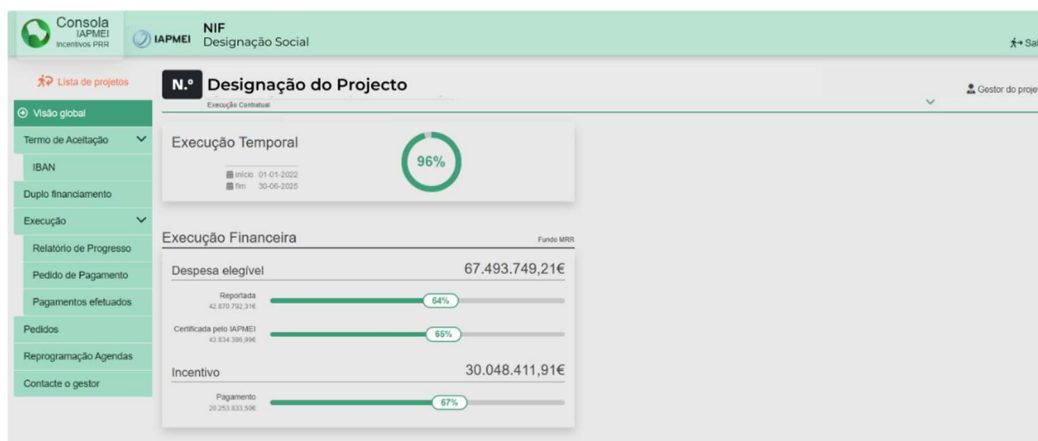 Consola
IAPMEI
Incentivos PRR
IAPMEI
NIF
Designação Social
Sai
Lista de projetos
N.º Designação do Projecto
Gestor do proje
Execução Contratual
Visão global
Termo de Aceitação
IBAN
Duplo financiamento
Execução
Relatório de Progresso
Pedido de Pagamento
Pagamentos efetuados
Pedidos
Reprogramação Agendas
Contacte o gestor
Execução Temporal
96%
início 01-01-2022
fim 30-06-2025
Execução Financeira
Fundo MRR
Despesa elegível 67.493.749,21€
Reportada
42.870.792,31€
64%
Certificada pelo IAPMEI
43.834.396,99€
65%
Incentivo 30.048.411,91€
Pagamento
20.253.833,50€
67%